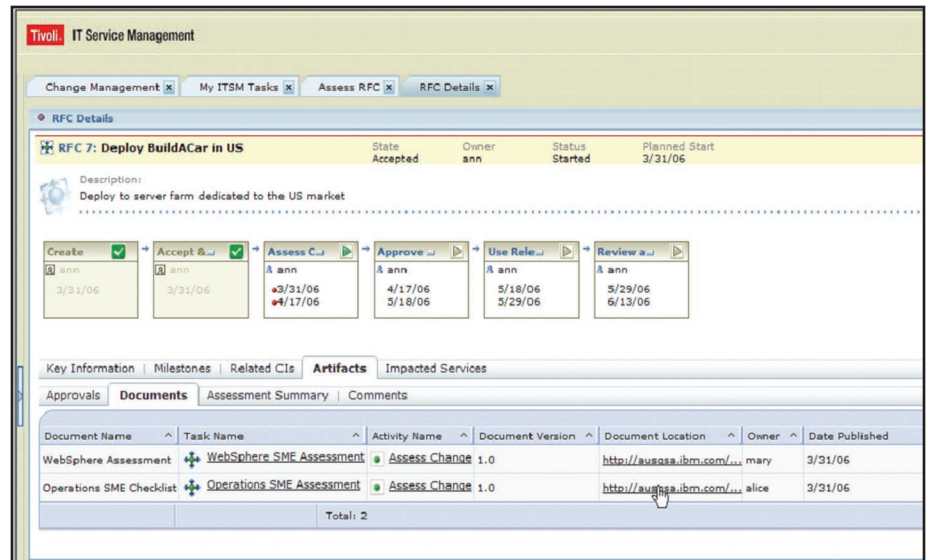 Tivoli. IT Service Management
Change Management My ITSM Tasks Assess RFC RFC Details
RFC Details
RFC 7: Deploy BuildACar in US State Owner Status Planned Start
Accepted ann Started 3/31/06
Description:
Deploy to server farm dedicated to the US market
Create Accept &... Assess C... Approve ... Use Rele... Review a...
ann ann ann ann ann ann
3/31/06 3/31/06 3/31/06 4/17/06 5/18/06 5/29/06
4/17/06 5/18/06 5/29/06 6/13/06
Key Information | Milestones | Related CIs Artifacts Impacted Services
Approvals Documents Assessment Summary | Comments
Document Name Task Name Activity Name Document Version Document Location Owner Date Published
WebSphere Assessment WebSphere SME Assessment Assess Change 1.0 http://ausgsa.ibm.com/... mary 3/31/06
Operations SME Checklist Operations SME Assessment Assess Change 1.0 http://ausgsa.ibm.com/... alice 3/31/06
Total: 2